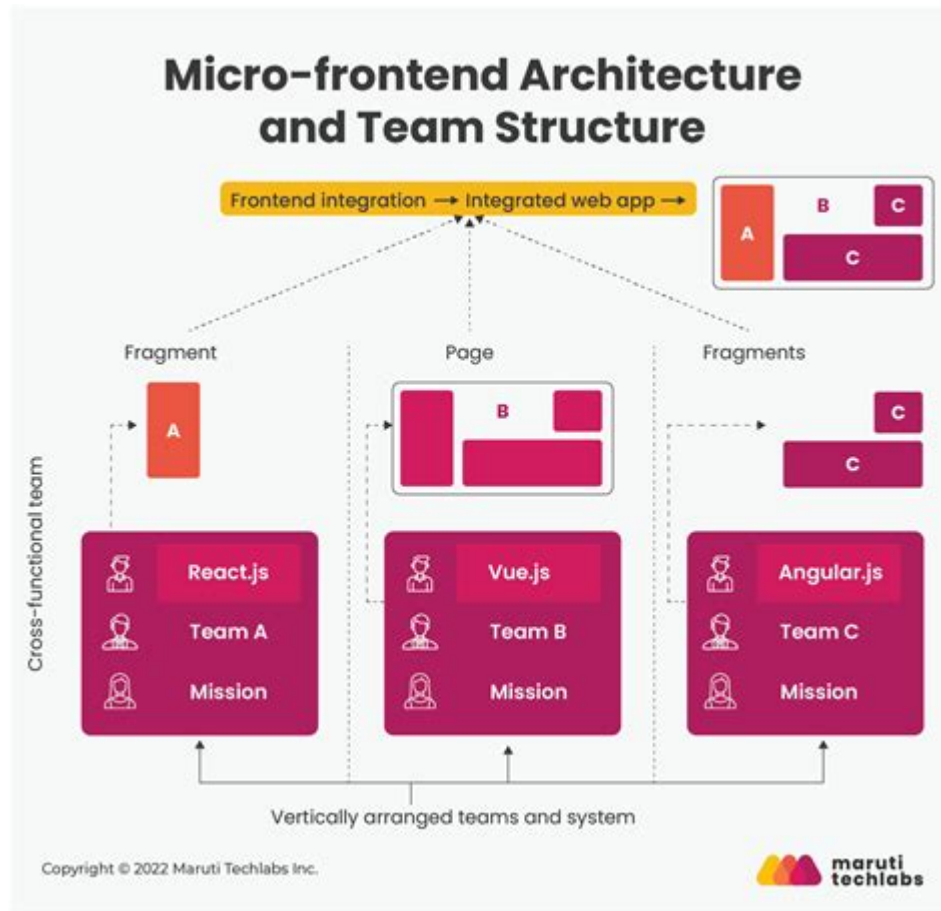 Micro-frontend Architecture
and Team Structure
Frontend integration → Integrated web app →
A
B
C
C
Fragment
Page
Fragments
A
B
C
C
Cross-functional team
React.js
Team A
Mission
Vue.js
Team B
Mission
Angular.js
Team C
Mission
Vertically arranged teams and system
Copyright © 2022 Maruti Techlabs Inc.
maruti
techlabs